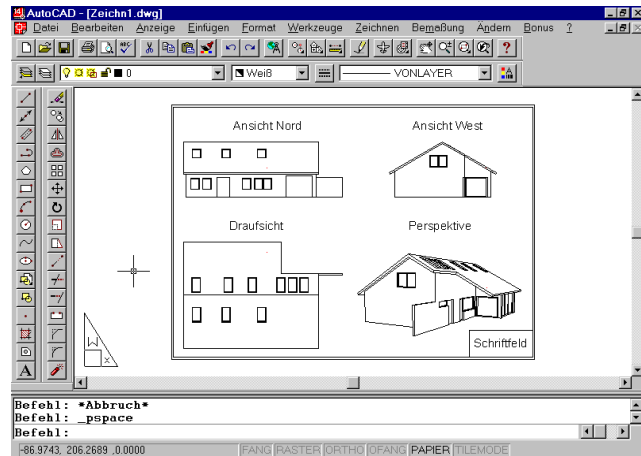 AutoCAD - [Zeichn1.dwg]
Datei Bearbeiten Anzeige Einfügen Format Werkzeuge Zeichnen Bemaßung Ändern Bonus ?
0 Weiß VONLAYER
Ansicht Nord Ansicht West
Draufsicht Perspektive
Schriftfeld
W
X
A
Befehl: *Abbruch*
Befehl: _pspace
Befehl:
-86.9743, 206.2689 ,0.0000 FANG RASTER ORTHO OFANG PAPIER TILEMODE